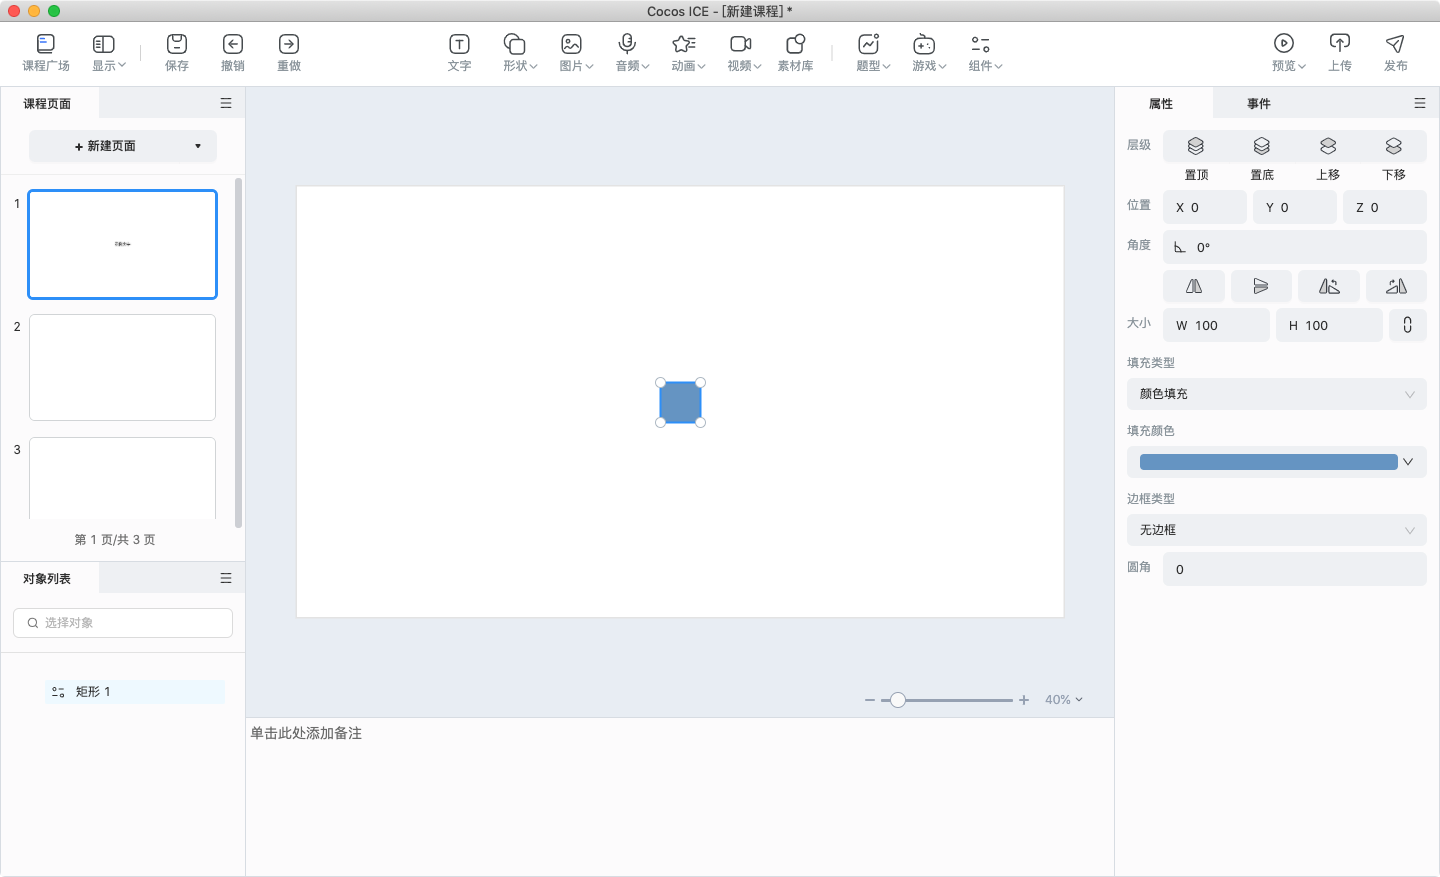 Cocos ICE - [新建课程] *
课程广场 显示 保存 撤销 重做 文字 形状 图片 音频 动画 视频 素材库 题型 游戏 组件 预览 上传 发布
课程页面
+ 新建页面
1
2
3
第 1 页/共 3 页
对象列表
选择对象
矩形 1
40%
单击此处添加备注
属性 事件
层级
置顶 置底 上移 下移
位置 X 0 Y 0 Z 0
角度 0°
大小 W 100 H 100
填充类型
颜色填充
填充颜色
边框类型
无边框
圆角 0